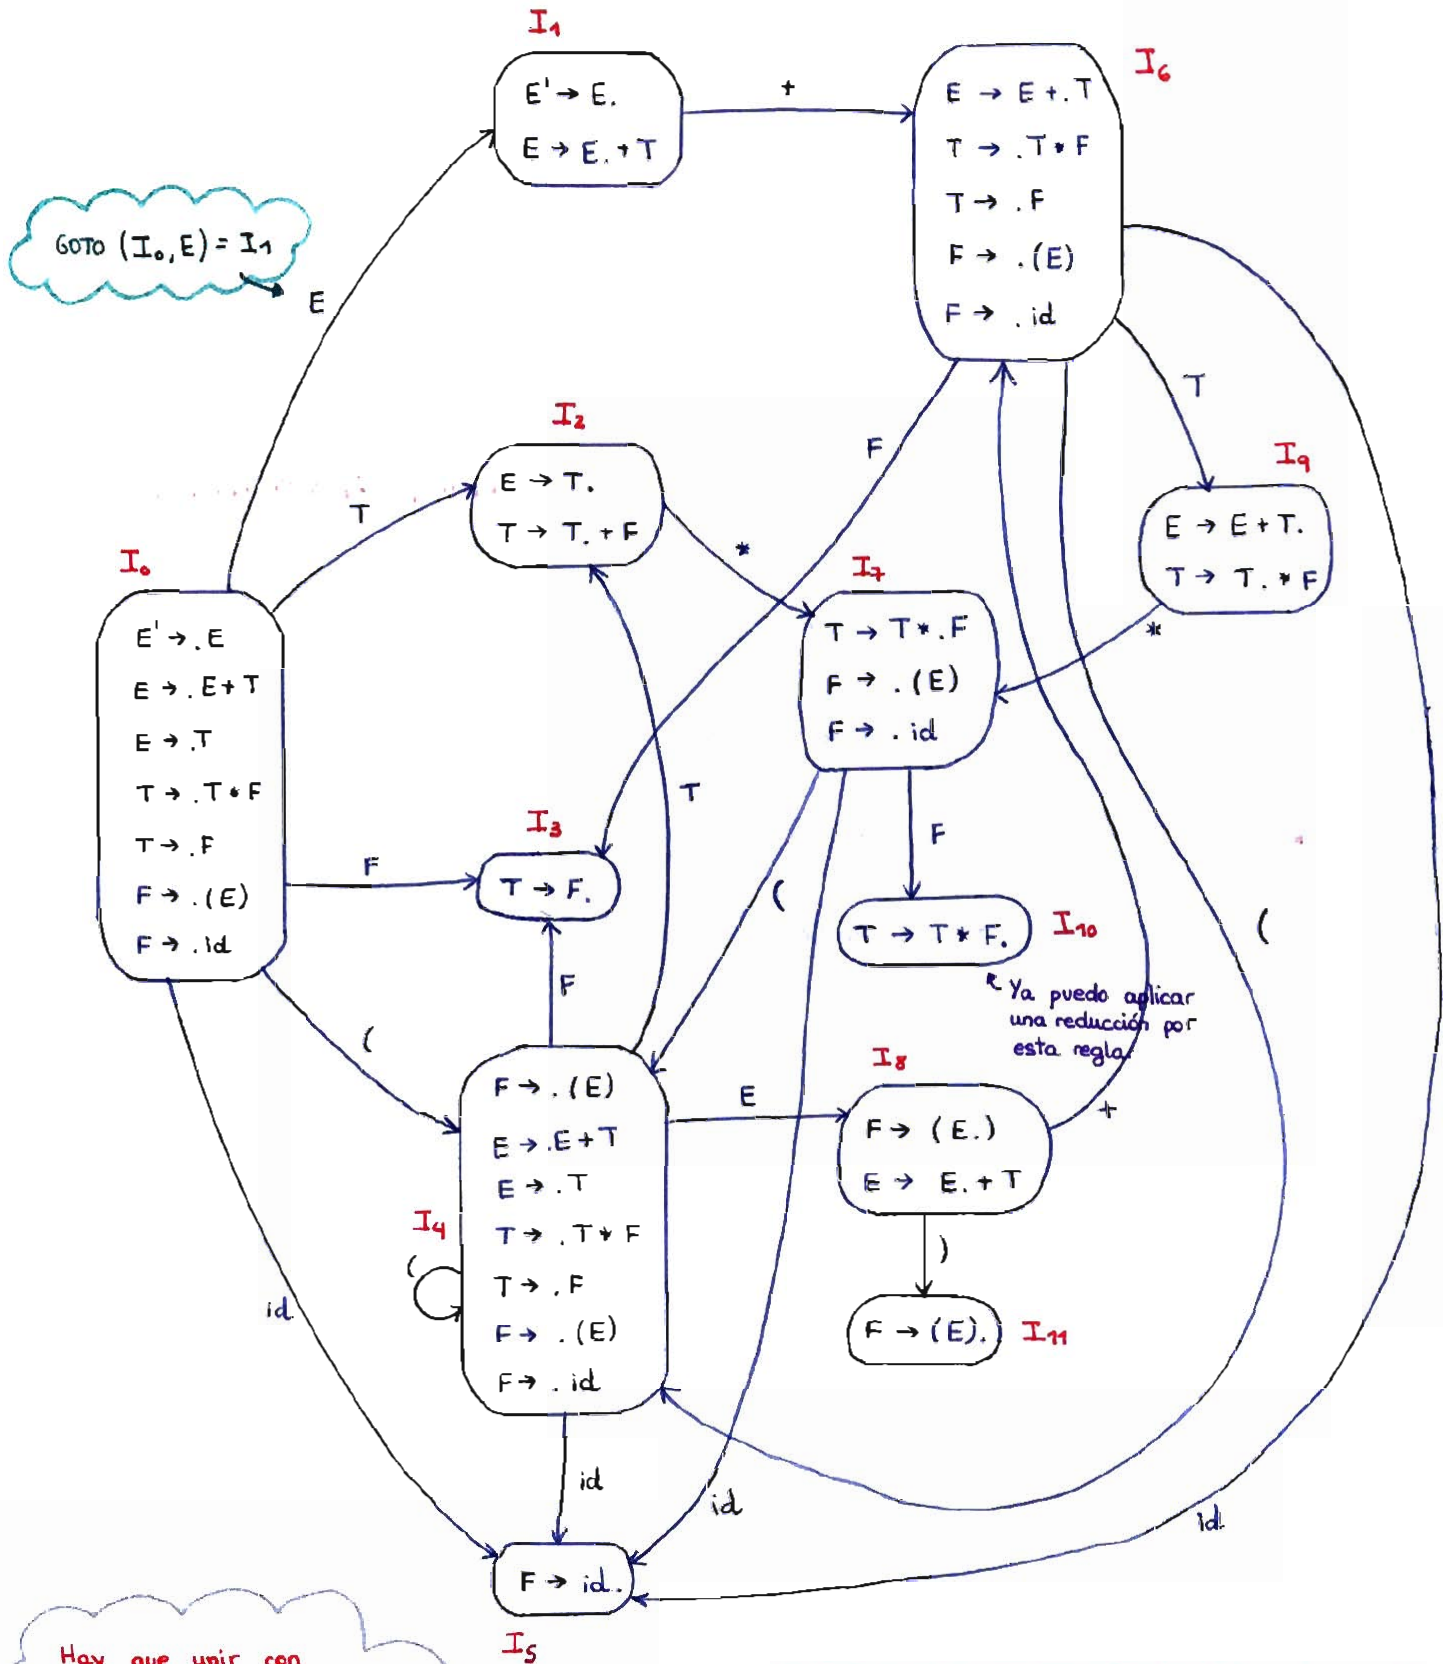 I₁
E' → E.
E → E. + T
+
I₆
E → E +. T
T → .T * F
T → .F
F → .(E)
F → .id
GOTO (I₀,E) = I₁
E
T
F
I₂
E → T.
T → T. + F
T
*
I₉
E → E + T.
T → T. * F
*
I₀
E' → .E
E → .E+T
E → .T
T → .T * F
T → .F
F → .(E)
F → .id
I₇
T → T * .F
F → .(E)
F → .id
T
F
(
F
I₃
T → F.
(
I₁₀
T → T * F.
Ya puedo aplicar
una reducción por
esta regla.
F
(
I₄
F → .(E)
E → .E+T
E → .T
T → .T * F
T → .F
F → .(E)
F → .id
(
E
I₈
F → (E.)
E → E. + T
+
)
F → (E).
I₁₁
id
id
id
id
F → id.
I₅
Hay que unir con